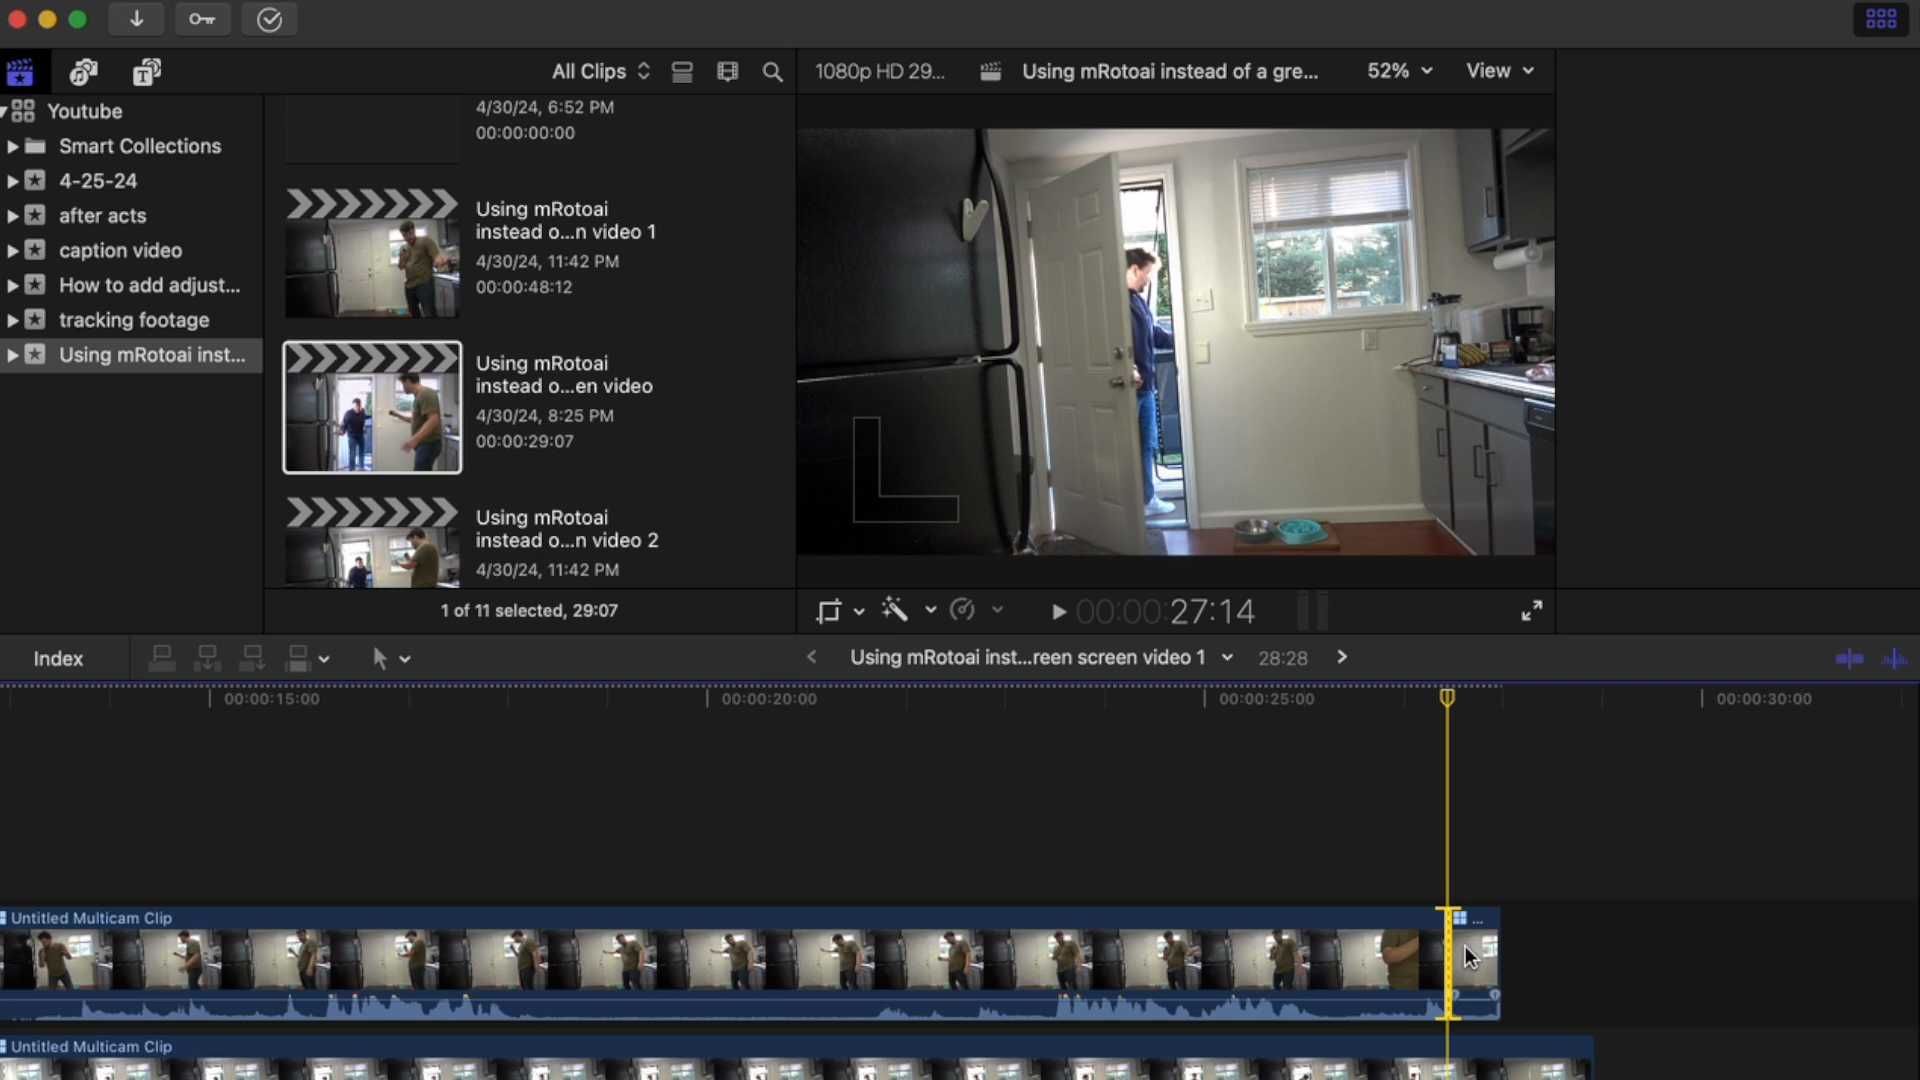 All Clips
1080p HD 29...
Using mRotoai instead of a gre...
52%
View
Youtube
Smart Collections
4-25-24
after acts
caption video
How to add adjust...
tracking footage
Using mRotoai inst...
4/30/24, 6:52 PM
00:00:00:00
Using mRotoai
instead o...n video 1
4/30/24, 11:42 PM
00:00:48:12
Using mRotoai
instead o...en video
4/30/24, 8:25 PM
00:00:29:07
Using mRotoai
instead o...n video 2
4/30/24, 11:42 PM
1 of 11 selected, 29:07
00:00:27:14
Index
Using mRotoai inst...reen screen video 1
28:28
00:00:15:00
00:00:20:00
00:00:25:00
00:00:30:00
Untitled Multicam Clip
...
Untitled Multicam Clip